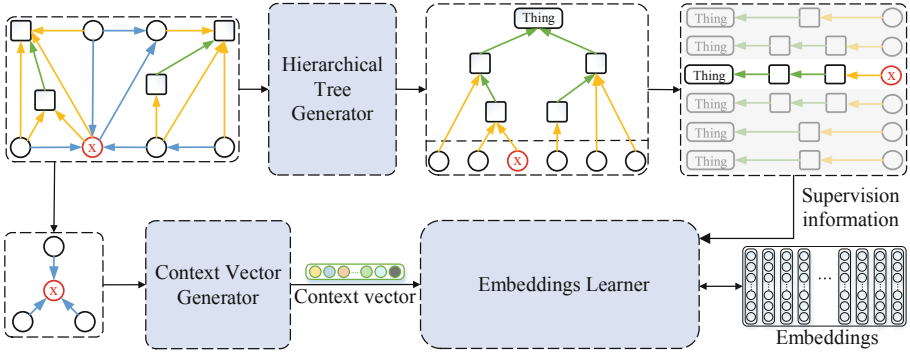 X
Hierarchical
Tree
Generator
Thing
X
Thing
Thing
Thing
X
Thing
Thing
Thing
Supervision
information
X
Context Vector
Generator
Context vector
Embeddings Learner
...
Embeddings